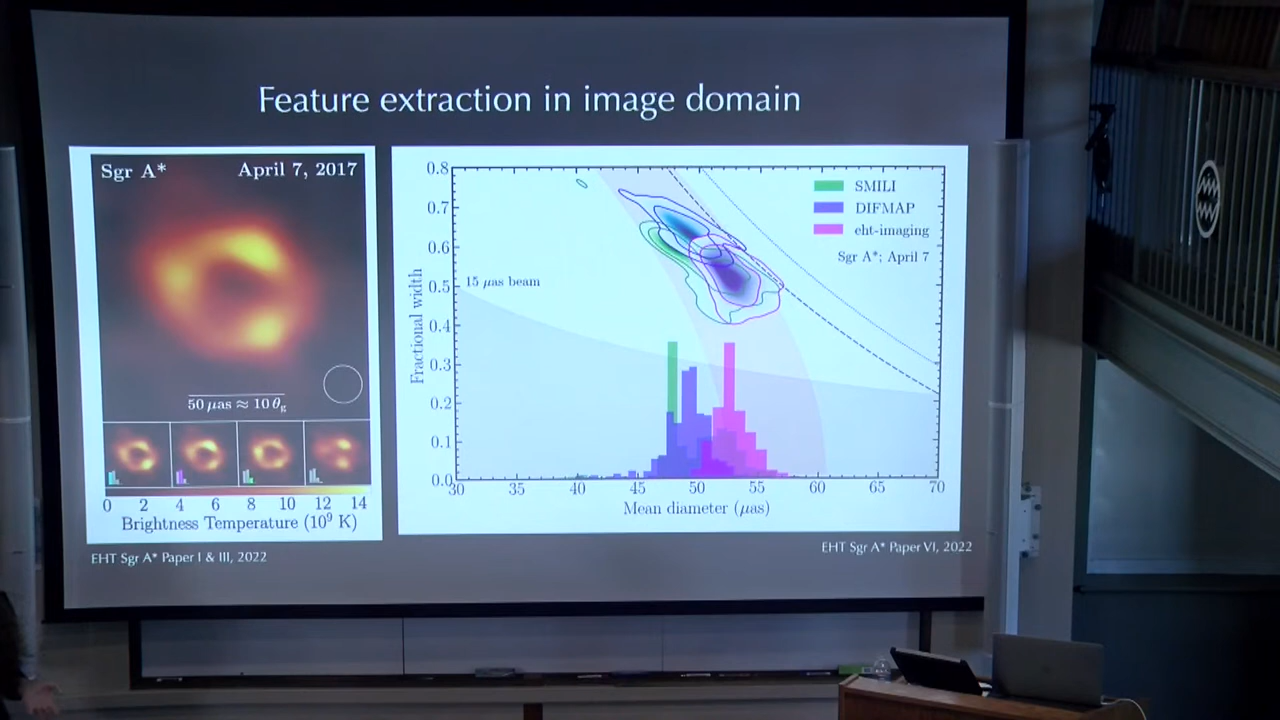 Feature extraction in image domain
Sgr A*
April 7, 2017
50 μas ≈ 10 θg
0 2 4 6 8 10 12 14
Brightness Temperature (10⁹ K)
EHT Sgr A* Paper I & III, 2022
0.8
0.7
0.6
0.5
0.4
0.3
0.2
0.1
0.0
Fractional width
15 μas beam
SMILI
DIFMAP
eht-imaging
Sgr A*; April 7
30 35 40 45 50 55 60 65 70
Mean diameter (μas)
EHT Sgr A* Paper VI, 2022